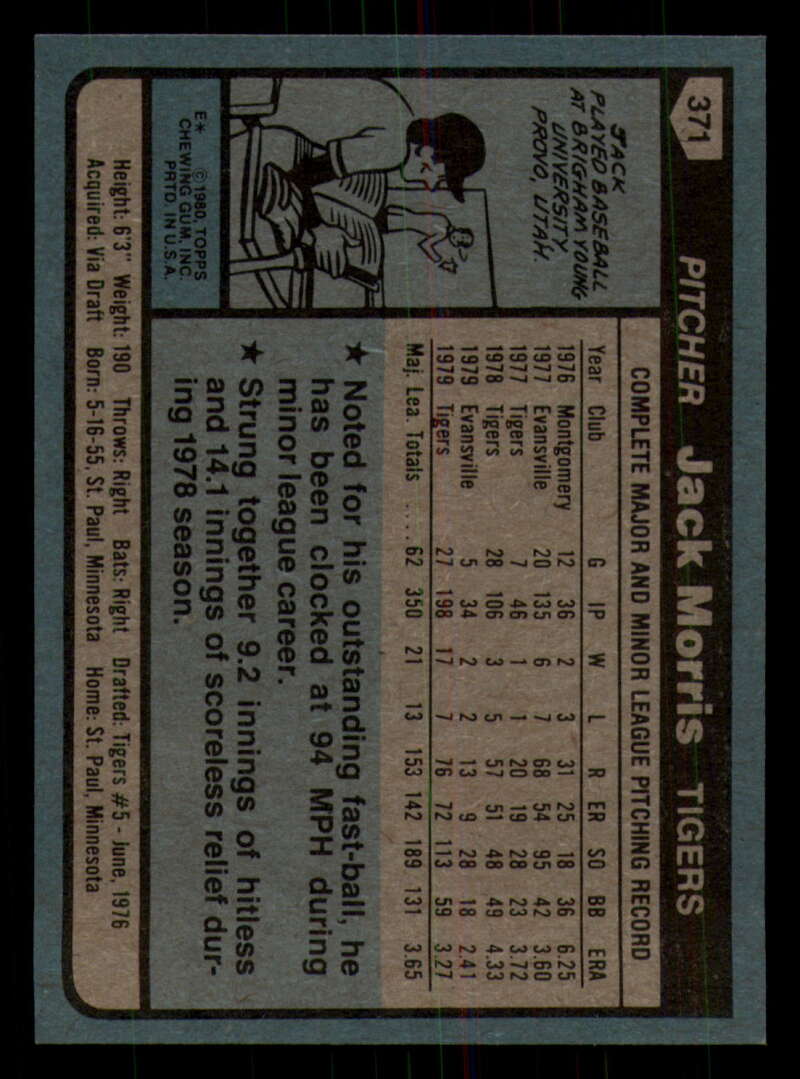 371
PITCHER Jack Morris TIGERS
JACK
PLAYED BASEBALL
AT BRIGHAM YOUNG
UNIVERSITY,
PROVO, UTAH.
E* ©1980, TOPPS
CHEWING GUM, INC.
PRTD. IN U.S.A.
COMPLETE MAJOR AND MINOR LEAGUE PITCHING RECORD
Year Club G IP W L R ER SO BB ERA
1976 Montgomery 12 36 2 3 31 25 18 36 6.25
1977 Evansville 20 135 6 7 68 54 95 42 3.60
1977 Tigers 7 46 1 1 20 19 28 23 3.72
1978 Tigers 28 106 3 5 57 51 48 49 4.33
1979 Evansville 5 34 2 2 13 9 28 18 2.41
1979 Tigers 27 198 17 7 76 72 113 59 3.27
Maj. Lea. Totals .... 62 350 21 13 153 142 189 131 3.65
★ Noted for his outstanding fast-ball, he
has been clocked at 94 MPH during
minor league career.
★ Strung together 9.2 innings of hitless
and 14.1 innings of scoreless relief dur-
ing 1978 season.
Height: 6'3" Weight: 190 Throws: Right Bats: Right Drafted: Tigers #5 - June, 1976
Acquired: Via Draft Born: 5-16-55, St. Paul, Minnesota Home: St. Paul, Minnesota